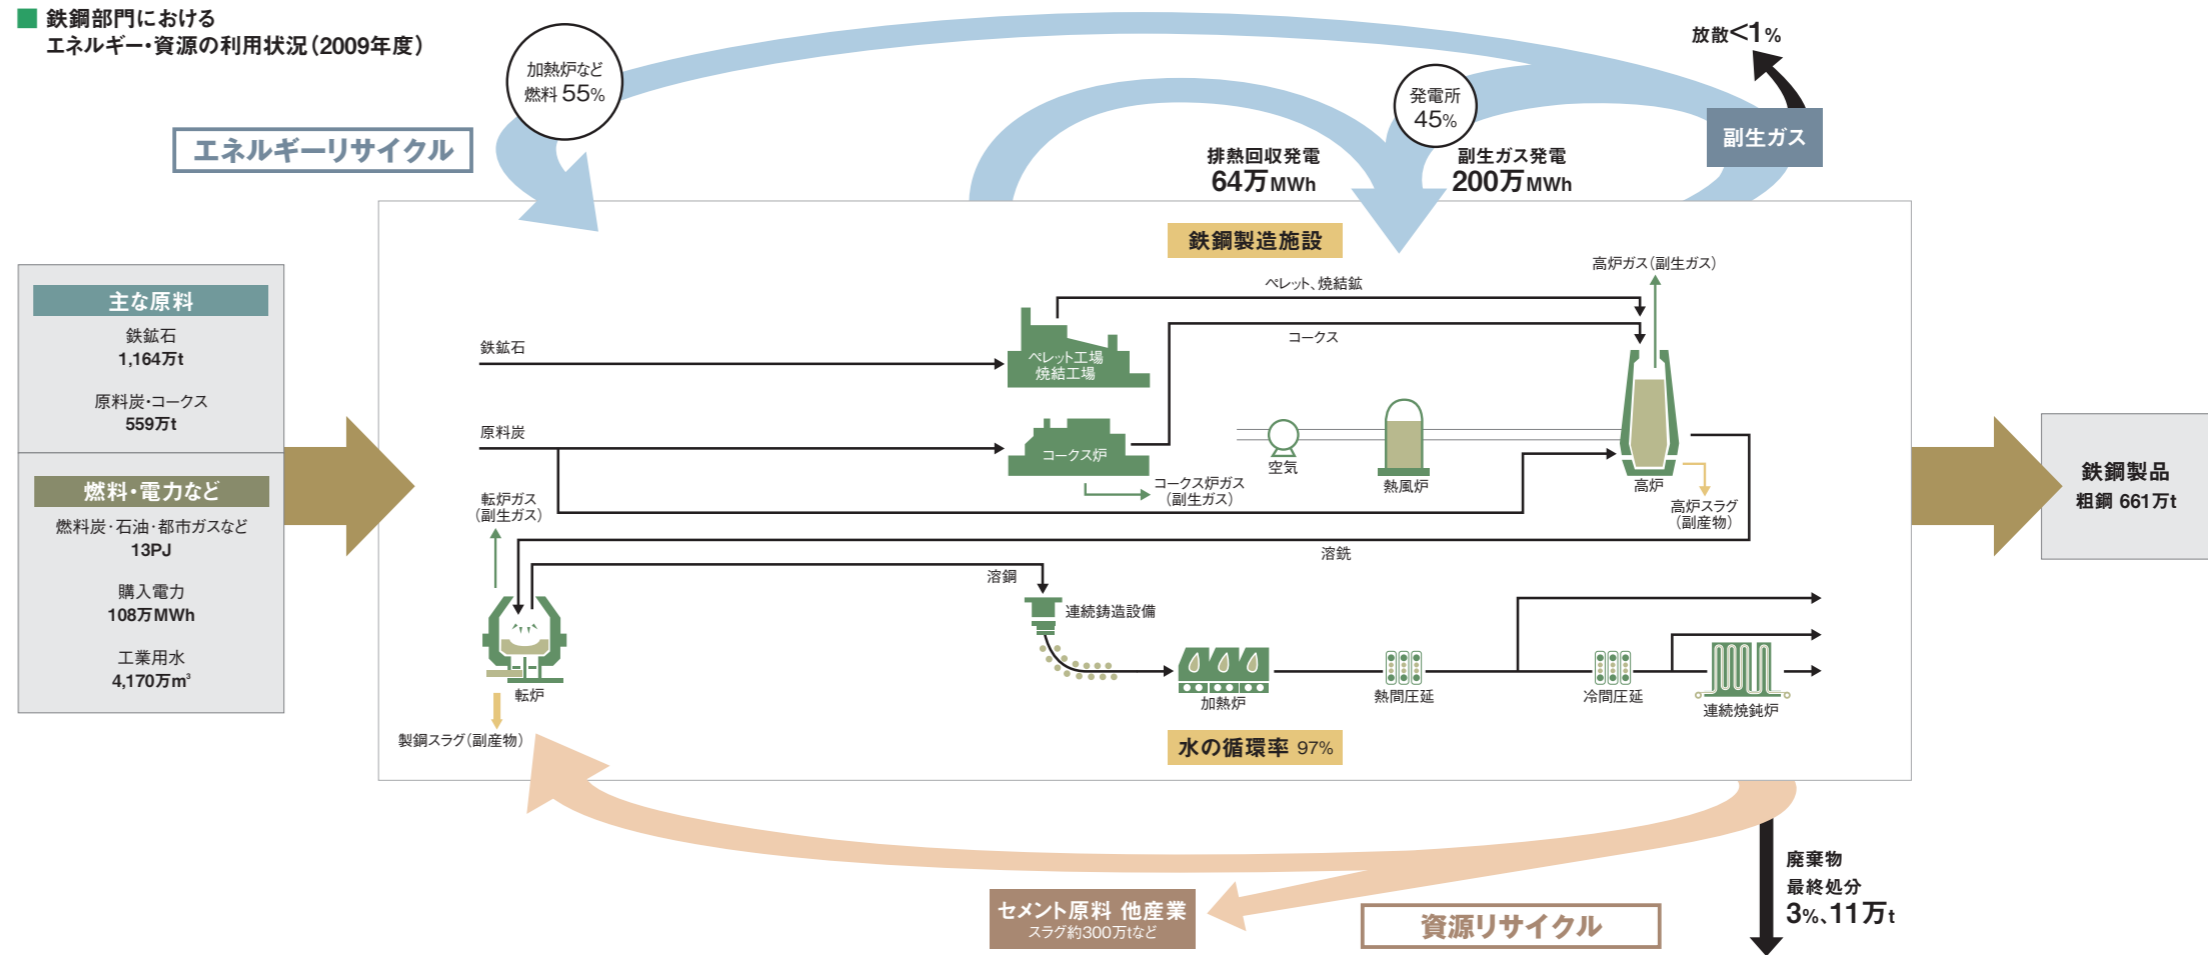 鉄鋼部門における
エネルギー・資源の利用状況（2009年度）
放散<1%
加熱炉など
燃料 55%
発電所
45%
副生ガス
エネルギーリサイクル
排熱回収発電
64万MWh
副生ガス発電
200万MWh
鉄鋼製造施設
主な原料
鉄鉱石
1,164万t
原料炭・コークス
559万t
燃料・電力など
燃料炭・石油・都市ガスなど
13PJ
購入電力
108万MWh
工業用水
4,170万m³
高炉ガス（副生ガス）
ペレット、焼結鉱
コークス
鉄鉱石
ペレット工場
焼結工場
原料炭
コークス炉
コークス炉ガス
（副生ガス）
空気
熱風炉
高炉
高炉スラグ
（副産物）
転炉ガス
（副生ガス）
溶銑
溶鋼
連続鋳造設備
転炉
製鋼スラグ（副産物）
加熱炉
熱間圧延
冷間圧延
連続焼鈍炉
水の循環率 97%
鉄鋼製品
粗鋼 661万t
セメント原料 他産業
スラグ約300万tなど
資源リサイクル
廃棄物
最終処分
3%、11万t